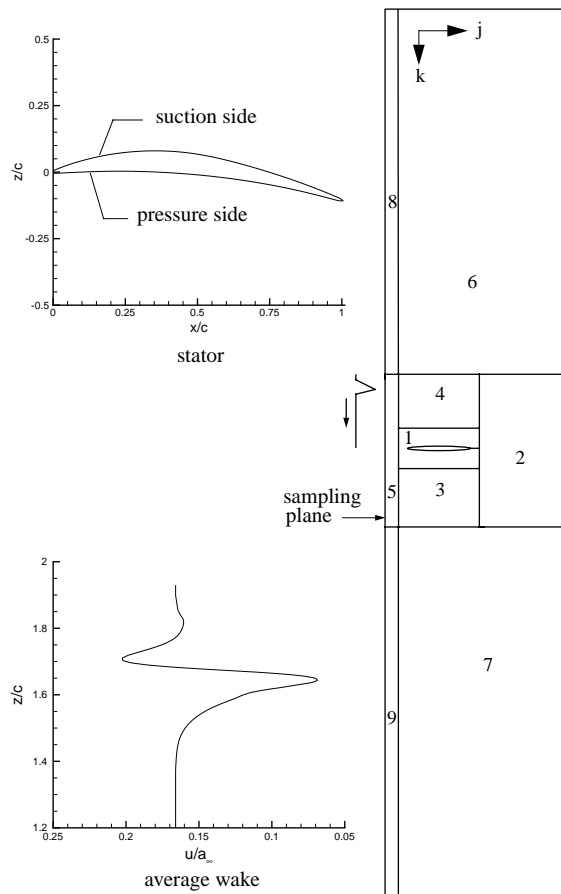 0.5
0.25
0
-0.25
-0.5
z/c
suction side
pressure side
0
0.25
0.5
0.75
1
x/c
stator
j
k
8
6
4
1
2
5
3
sampling
plane
7
9
2
1.8
1.6
1.4
1.2
z/c
0.25
0.2
0.15
0.1
0.05
u/a∞
average wake